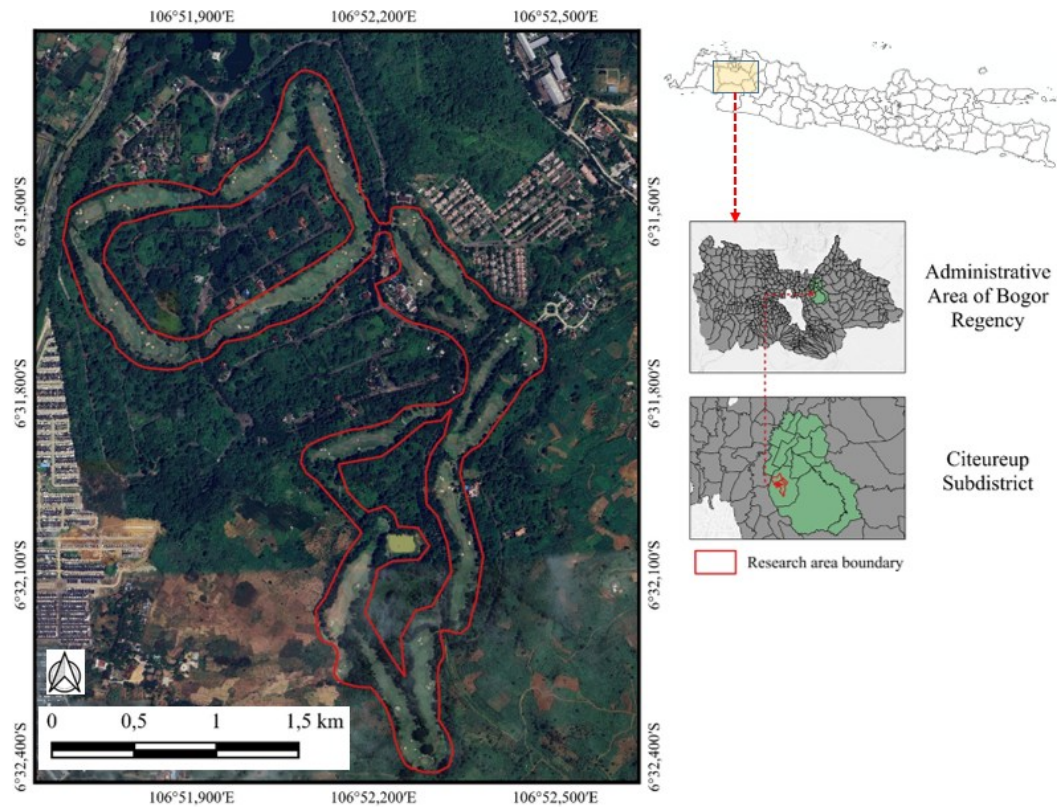 106°51,900'E
106°52,200'E
106°52,500'E
6°31,500'S
6°31,800'S
6°32,100'S
6°32,400'S
6°31,500'S
6°31,800'S
6°32,100'S
6°32,400'S
0 0,5 1 1,5 km
106°51,900'E
106°52,200'E
106°52,500'E
Administrative
Area of Bogor
Regency
Citeureup
Subdistrict
Research area boundary